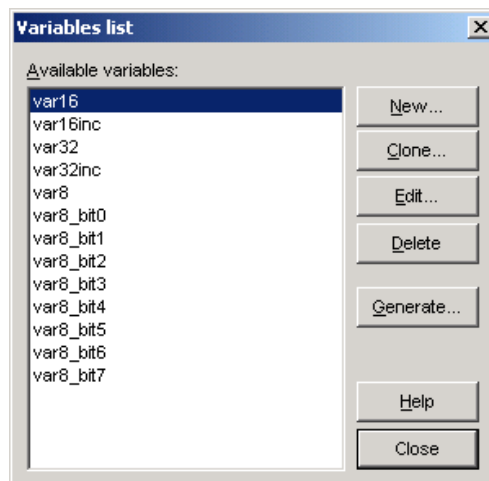 Variables list
Available variables:
var16
var16inc
var32
var32inc
var8
var8_bit0
var8_bit1
var8_bit2
var8_bit3
var8_bit4
var8_bit5
var8_bit6
var8_bit7
New...
Clone...
Edit...
Delete
Generate...
Help
Close